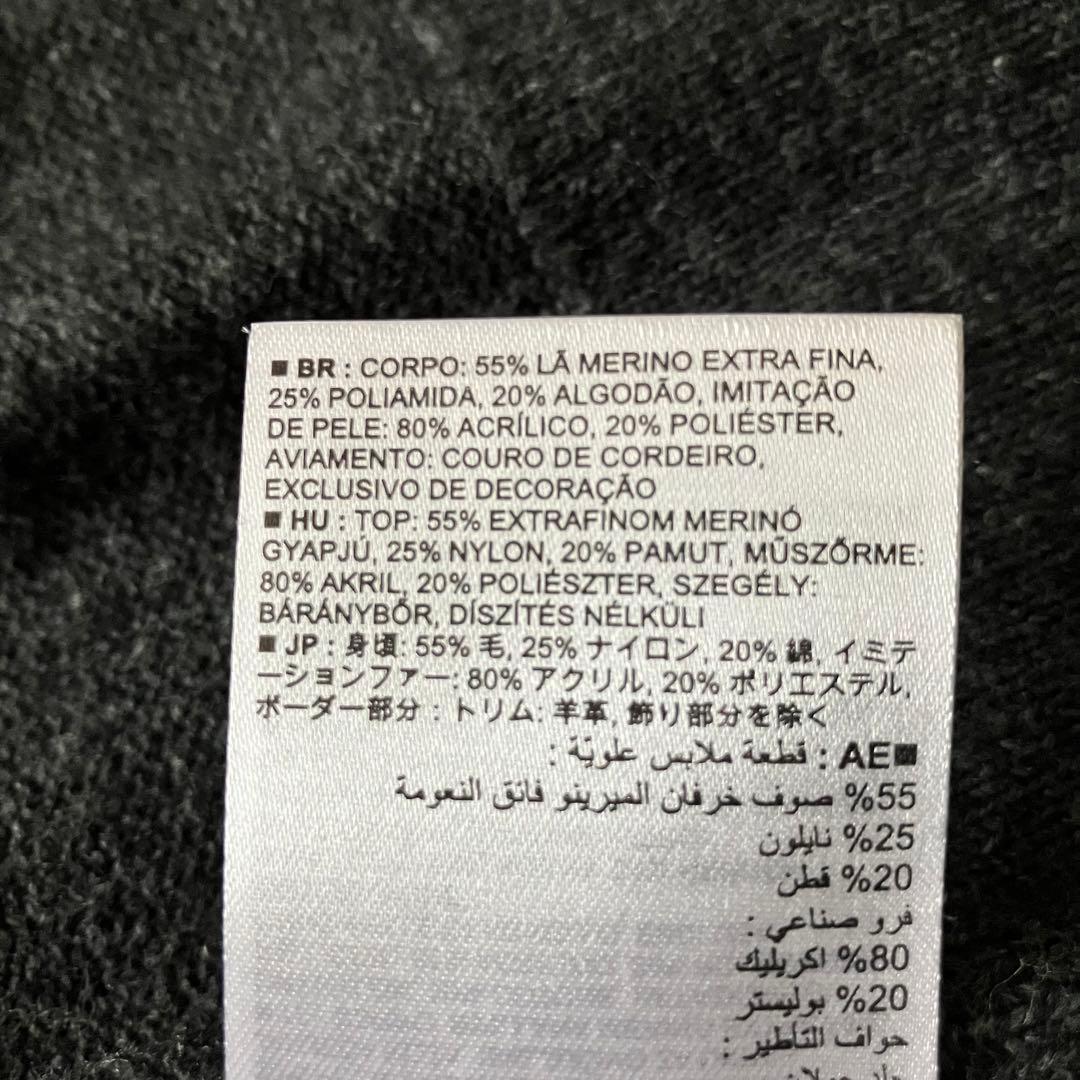 ■ BR : CORPO: 55% LÃ MERINO EXTRA FINA,
25% POLIAMIDA, 20% ALGODÃO, IMITAÇÃO
DE PELE: 80% ACRÍLICO, 20% POLIÉSTER,
AVIAMENTO: COURO DE CORDEIRO,
EXCLUSIVO DE DECORAÇÃO
■ HU : TOP: 55% EXTRAFINOM MERINÓ
GYAPJÚ, 25% NYLON, 20% PAMUT, MŰSZŐRME:
80% AKRIL, 20% POLIÉSZTER, SZEGÉLY:
BÁRÁNYBŐR, DÍSZÍTÉS NÉLKÜLI
■ JP : 身頃: 55% 毛, 25% ナイロン, 20% 綿, イミテ
ーションファー: 80% アクリル, 20% ポリエステル,
ボーダー部分 : トリム: 羊革, 飾り部分を除く
■AE : قطعة ملابس علويّة :
55% صوف خرفان الميرينو فائق النعومة
25% نايلون
20% قطن
فرو صناعي :
80% اكريليك
20% بوليستر
حواف التأطير :